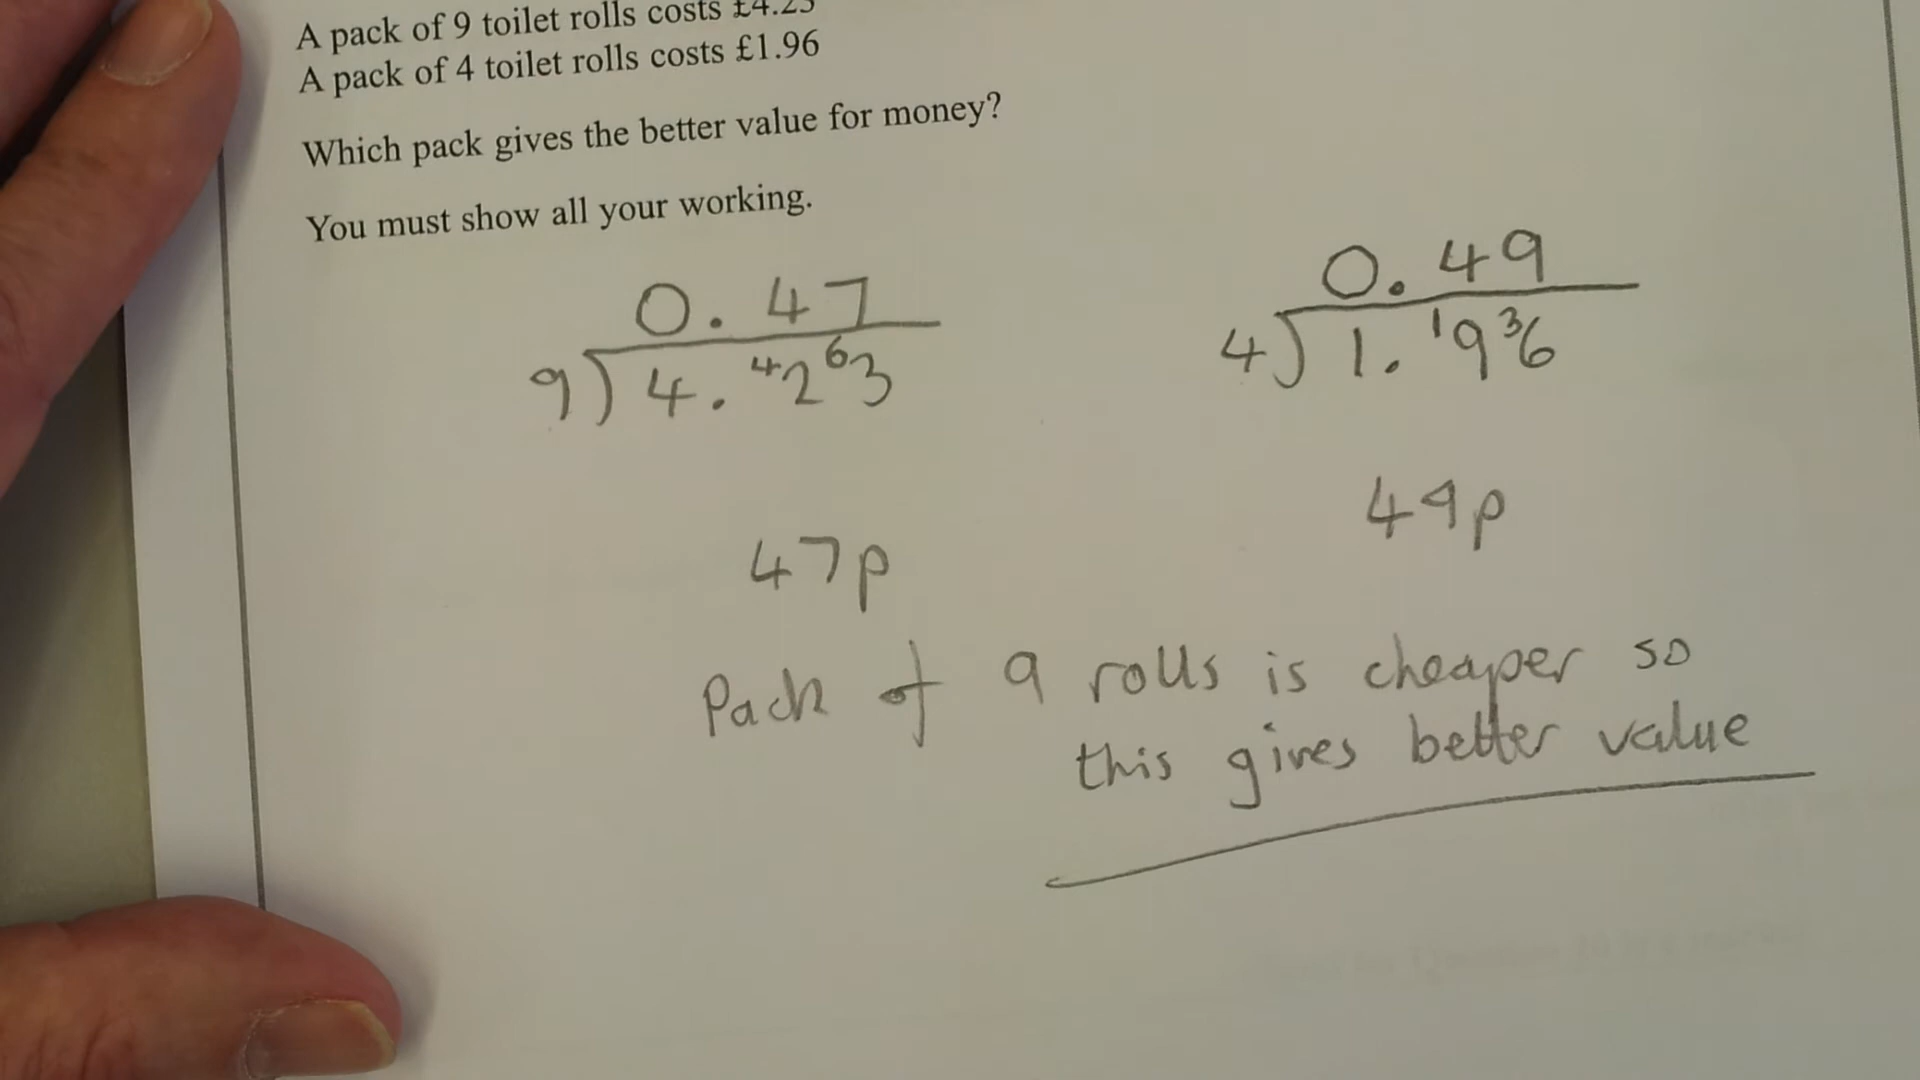 A pack of 9 toilet rolls costs £4.23
A pack of 4 toilet rolls costs £1.96
Which pack gives the better value for money?
You must show all your working.
0.47
9) 4.⁴2⁶3
0.49
4) 1.¹9³6
47p
49p
Pack of 9 rolls is cheaper so
this gives better value